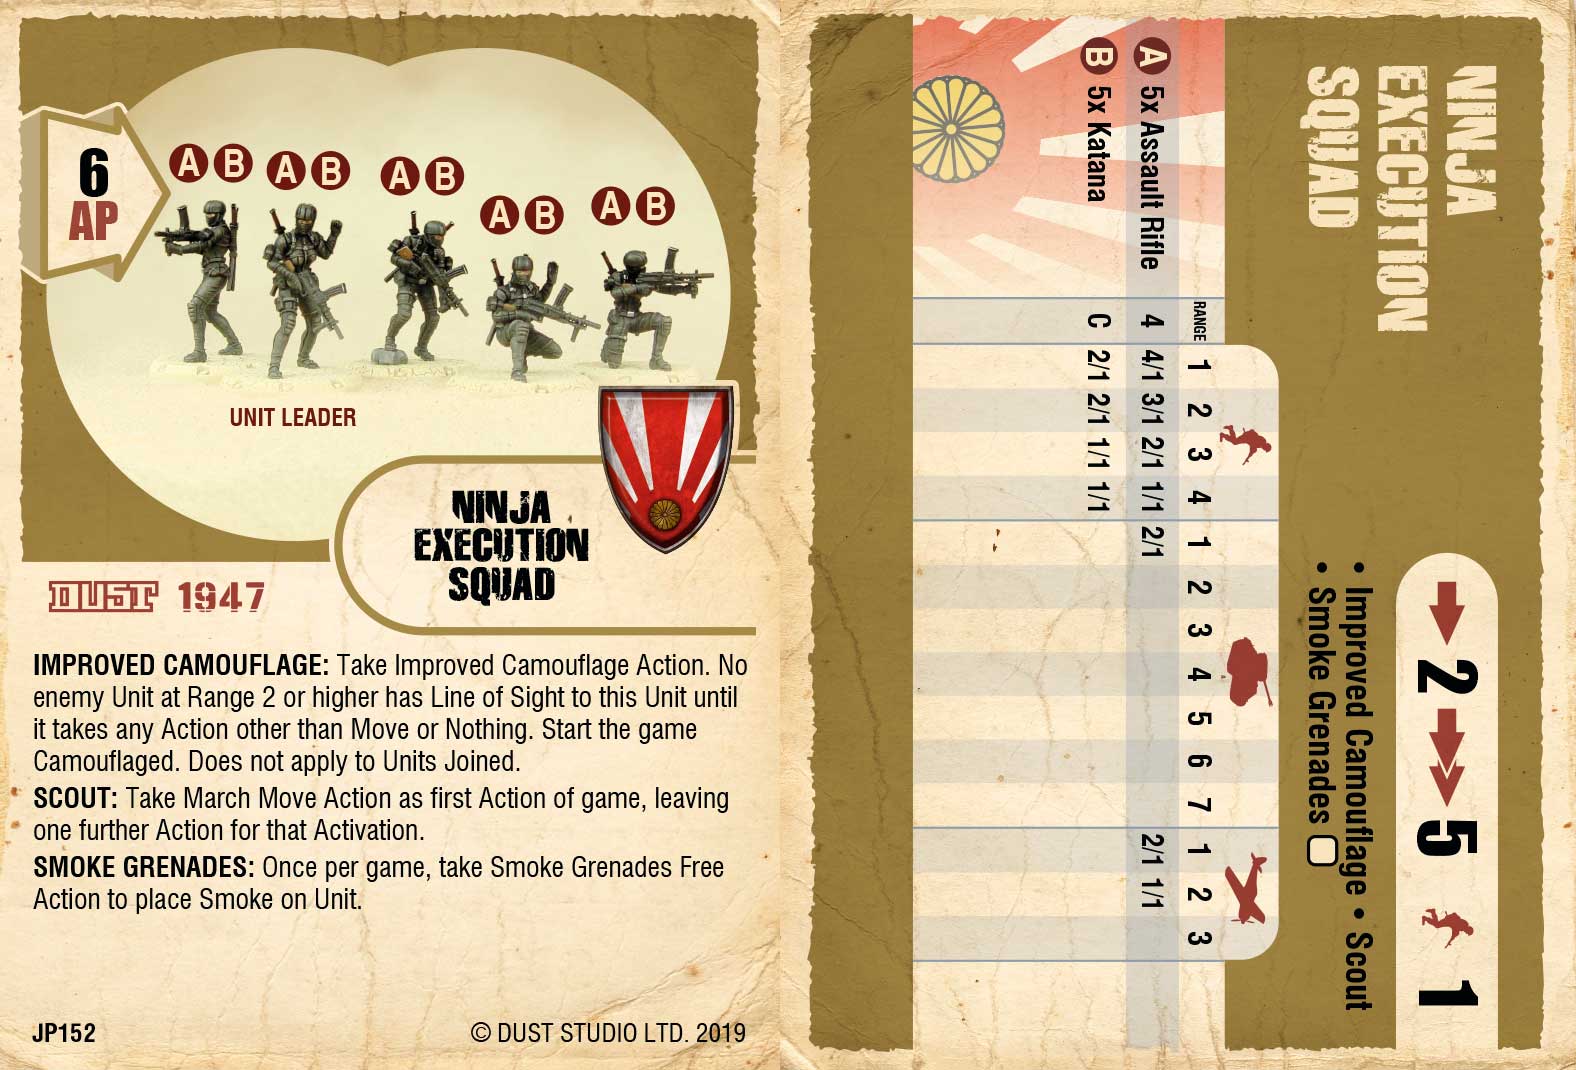 6
AP
A B A B A B A B A B
UNIT LEADER
NINJA
EXECUTION
SQUAD
DUST 1947
IMPROVED CAMOUFLAGE: Take Improved Camouflage Action. No
enemy Unit at Range 2 or higher has Line of Sight to this Unit until
it takes any Action other than Move or Nothing. Start the game
Camouflaged. Does not apply to Units Joined.
SCOUT: Take March Move Action as first Action of game, leaving
one further Action for that Activation.
SMOKE GRENADES: Once per game, take Smoke Grenades Free
Action to place Smoke on Unit.
JP152
© DUST STUDIO LTD. 2019
NINJA
EXECUTION
SQUAD
2 5 1
• Improved Camouflage • Scout
• Smoke Grenades
RANGE 1 2 3 4 1 2 3 4 5 6 7 1 2 3
A 5x Assault Rifle 4 4/1 3/1 2/1 1/1 2/1 2/1 1/1
B 5x Katana C 2/1 2/1 1/1 1/1